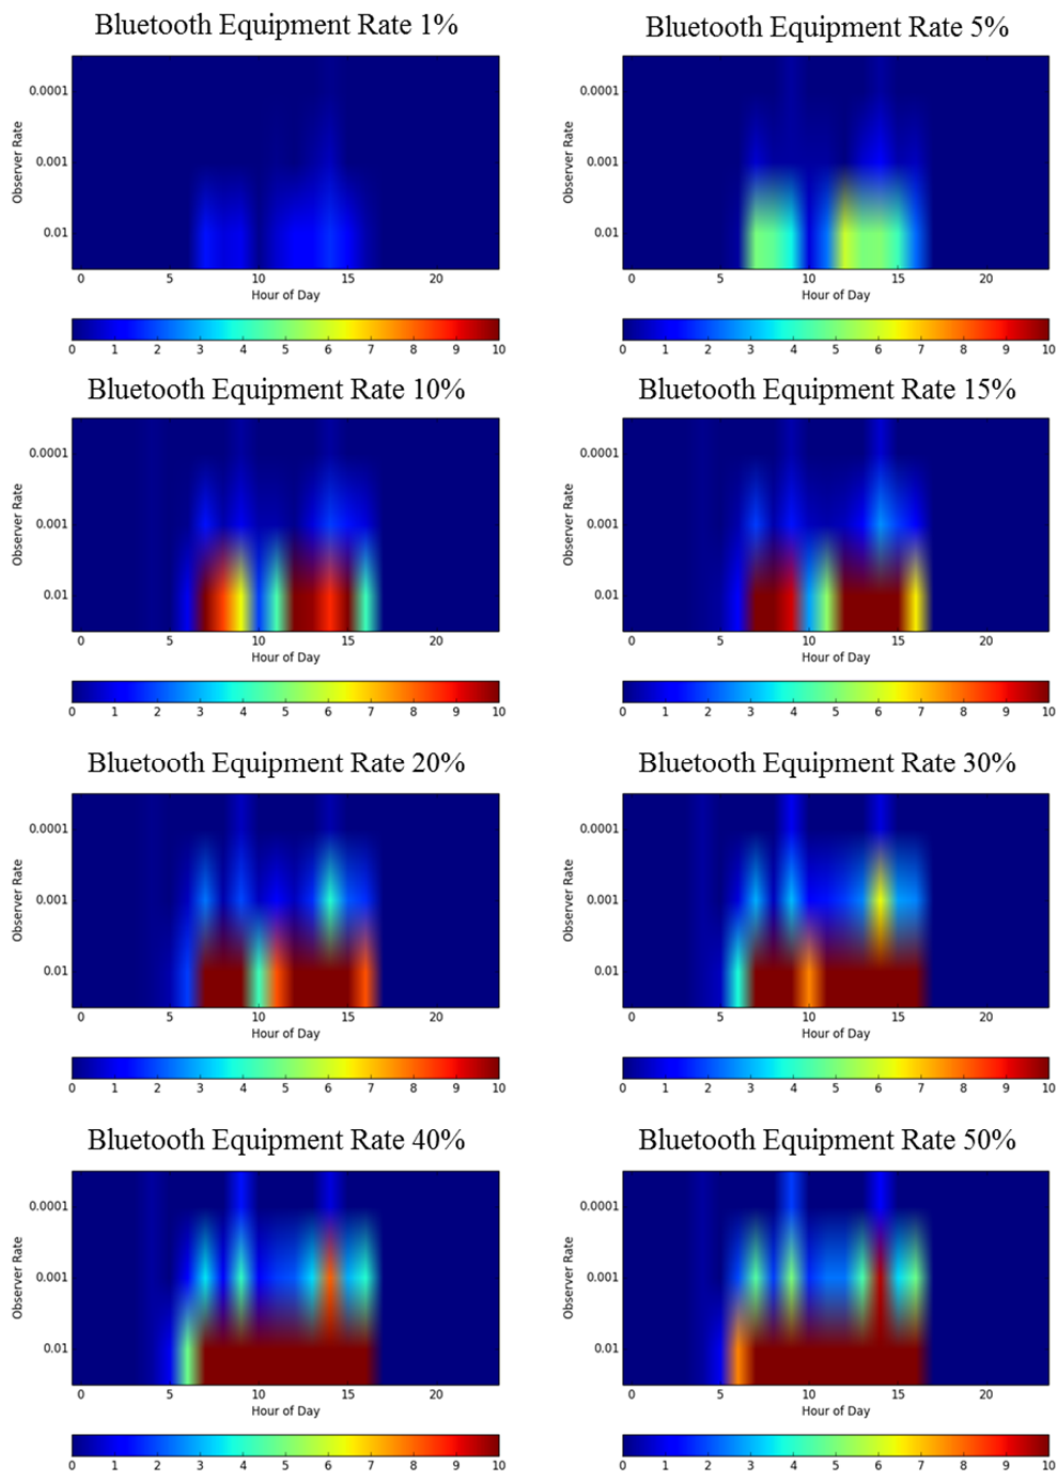 Bluetooth Equipment Rate 1%
0.0001
0.001
0.01
Observer Rate
0 5 10 15 20
Hour of Day
0 1 2 3 4 5 6 7 8 9 10
Bluetooth Equipment Rate 5%
0.0001
0.001
0.01
Observer Rate
0 5 10 15 20
Hour of Day
0 1 2 3 4 5 6 7 8 9 10
Bluetooth Equipment Rate 10%
0.0001
0.001
0.01
Observer Rate
0 5 10 15 20
Hour of Day
0 1 2 3 4 5 6 7 8 9 10
Bluetooth Equipment Rate 15%
0.0001
0.001
0.01
Observer Rate
0 5 10 15 20
Hour of Day
0 1 2 3 4 5 6 7 8 9 10
Bluetooth Equipment Rate 20%
0.0001
0.001
0.01
Observer Rate
0 5 10 15 20
Hour of Day
0 1 2 3 4 5 6 7 8 9 10
Bluetooth Equipment Rate 30%
0.0001
0.001
0.01
Observer Rate
0 5 10 15 20
Hour of Day
0 1 2 3 4 5 6 7 8 9 10
Bluetooth Equipment Rate 40%
0.0001
0.001
0.01
Observer Rate
0 5 10 15 20
Hour of Day
0 1 2 3 4 5 6 7 8 9 10
Bluetooth Equipment Rate 50%
0.0001
0.001
0.01
Observer Rate
0 5 10 15 20
Hour of Day
0 1 2 3 4 5 6 7 8 9 10